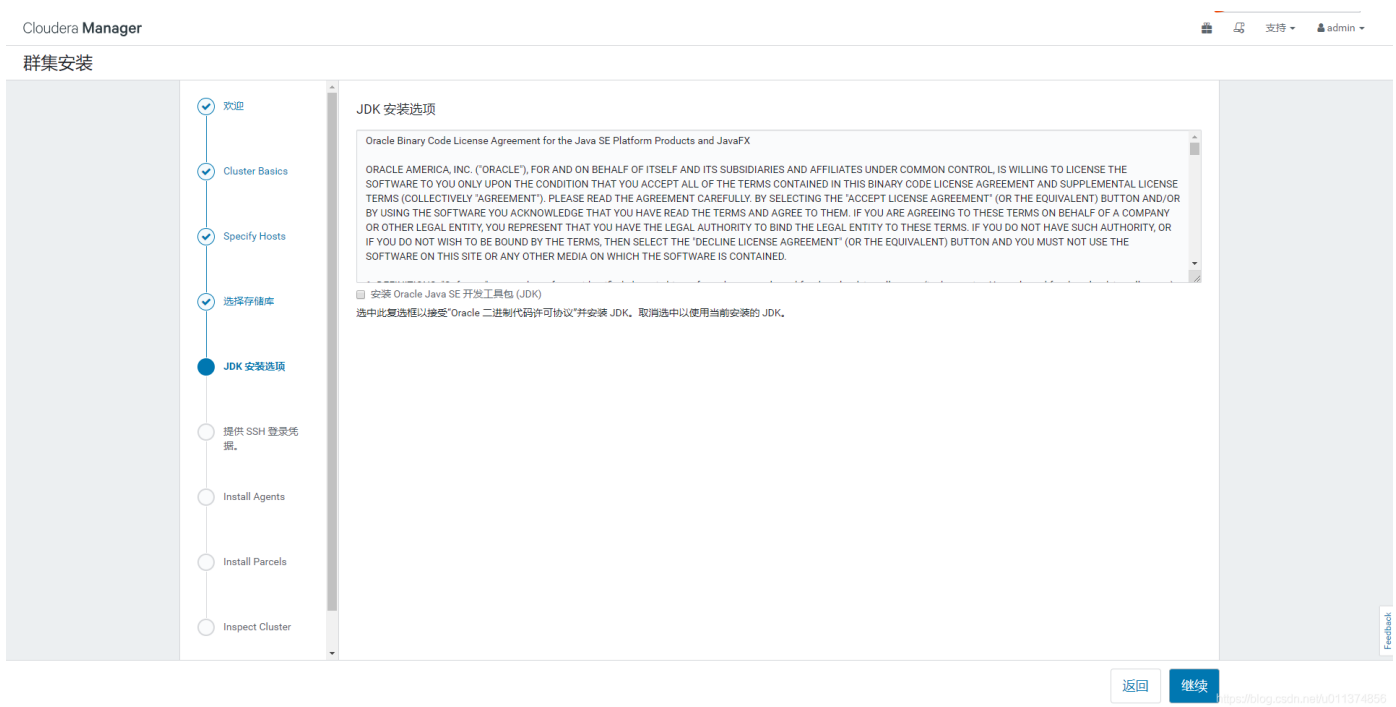 Cloudera Manager
支持
admin
群集安装
欢迎
Cluster Basics
Specify Hosts
选择存储库
JDK 安装选项
提供 SSH 登录凭
据。
Install Agents
Install Parcels
Inspect Cluster
JDK 安装选项
Oracle Binary Code License Agreement for the Java SE Platform Products and JavaFX
ORACLE AMERICA, INC. ("ORACLE"), FOR AND ON BEHALF OF ITSELF AND ITS SUBSIDIARIES AND AFFILIATES UNDER COMMON CONTROL, IS WILLING TO LICENSE THE
SOFTWARE TO YOU ONLY UPON THE CONDITION THAT YOU ACCEPT ALL OF THE TERMS CONTAINED IN THIS BINARY CODE LICENSE AGREEMENT AND SUPPLEMENTAL LICENSE
TERMS (COLLECTIVELY "AGREEMENT"). PLEASE READ THE AGREEMENT CAREFULLY. BY SELECTING THE "ACCEPT LICENSE AGREEMENT" (OR THE EQUIVALENT) BUTTON AND/OR
BY USING THE SOFTWARE YOU ACKNOWLEDGE THAT YOU HAVE READ THE TERMS AND AGREE TO THEM. IF YOU ARE AGREEING TO THESE TERMS ON BEHALF OF A COMPANY
OR OTHER LEGAL ENTITY, YOU REPRESENT THAT YOU HAVE THE LEGAL AUTHORITY TO BIND THE LEGAL ENTITY TO THESE TERMS. IF YOU DO NOT HAVE SUCH AUTHORITY, OR
IF YOU DO NOT WISH TO BE BOUND BY THE TERMS, THEN SELECT THE "DECLINE LICENSE AGREEMENT" (OR THE EQUIVALENT) BUTTON AND YOU MUST NOT USE THE
SOFTWARE ON THIS SITE OR ANY OTHER MEDIA ON WHICH THE SOFTWARE IS CONTAINED.
安装 Oracle Java SE 开发工具包 (JDK)
选中此复选框以接受“Oracle 二进制代码许可协议”并安装 JDK。取消选中以使用当前安装的 JDK。
Feedback
返回
继续
https://blog.csdn.net/u011374856